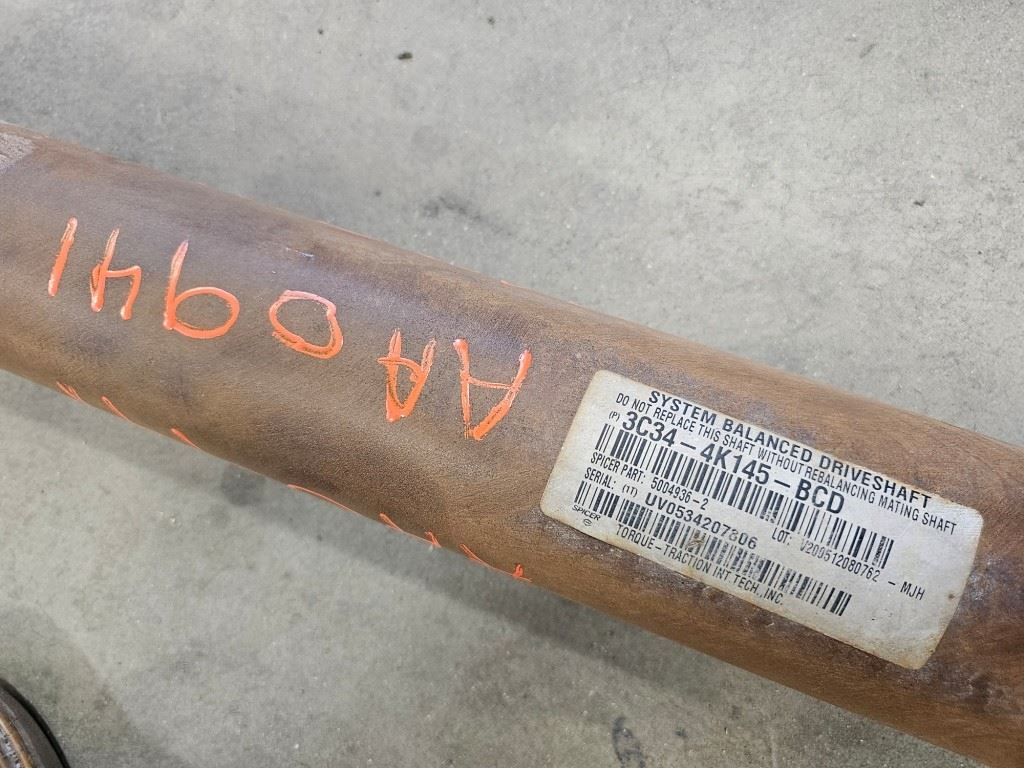 AA0941
SYSTEM BALANCED DRIVESHAFT
DO NOT REPLACE THIS SHAFT WITHOUT REBALANCING MATING SHAFT
(P) 3C34-4K145-BCD
SPICER PART: 5004936-2 LOT: V200512080762 - MJH
SERIAL: (1T) UIV0534207806
SPICER
TORQUE-TRACTION INT.TECH.,INC.